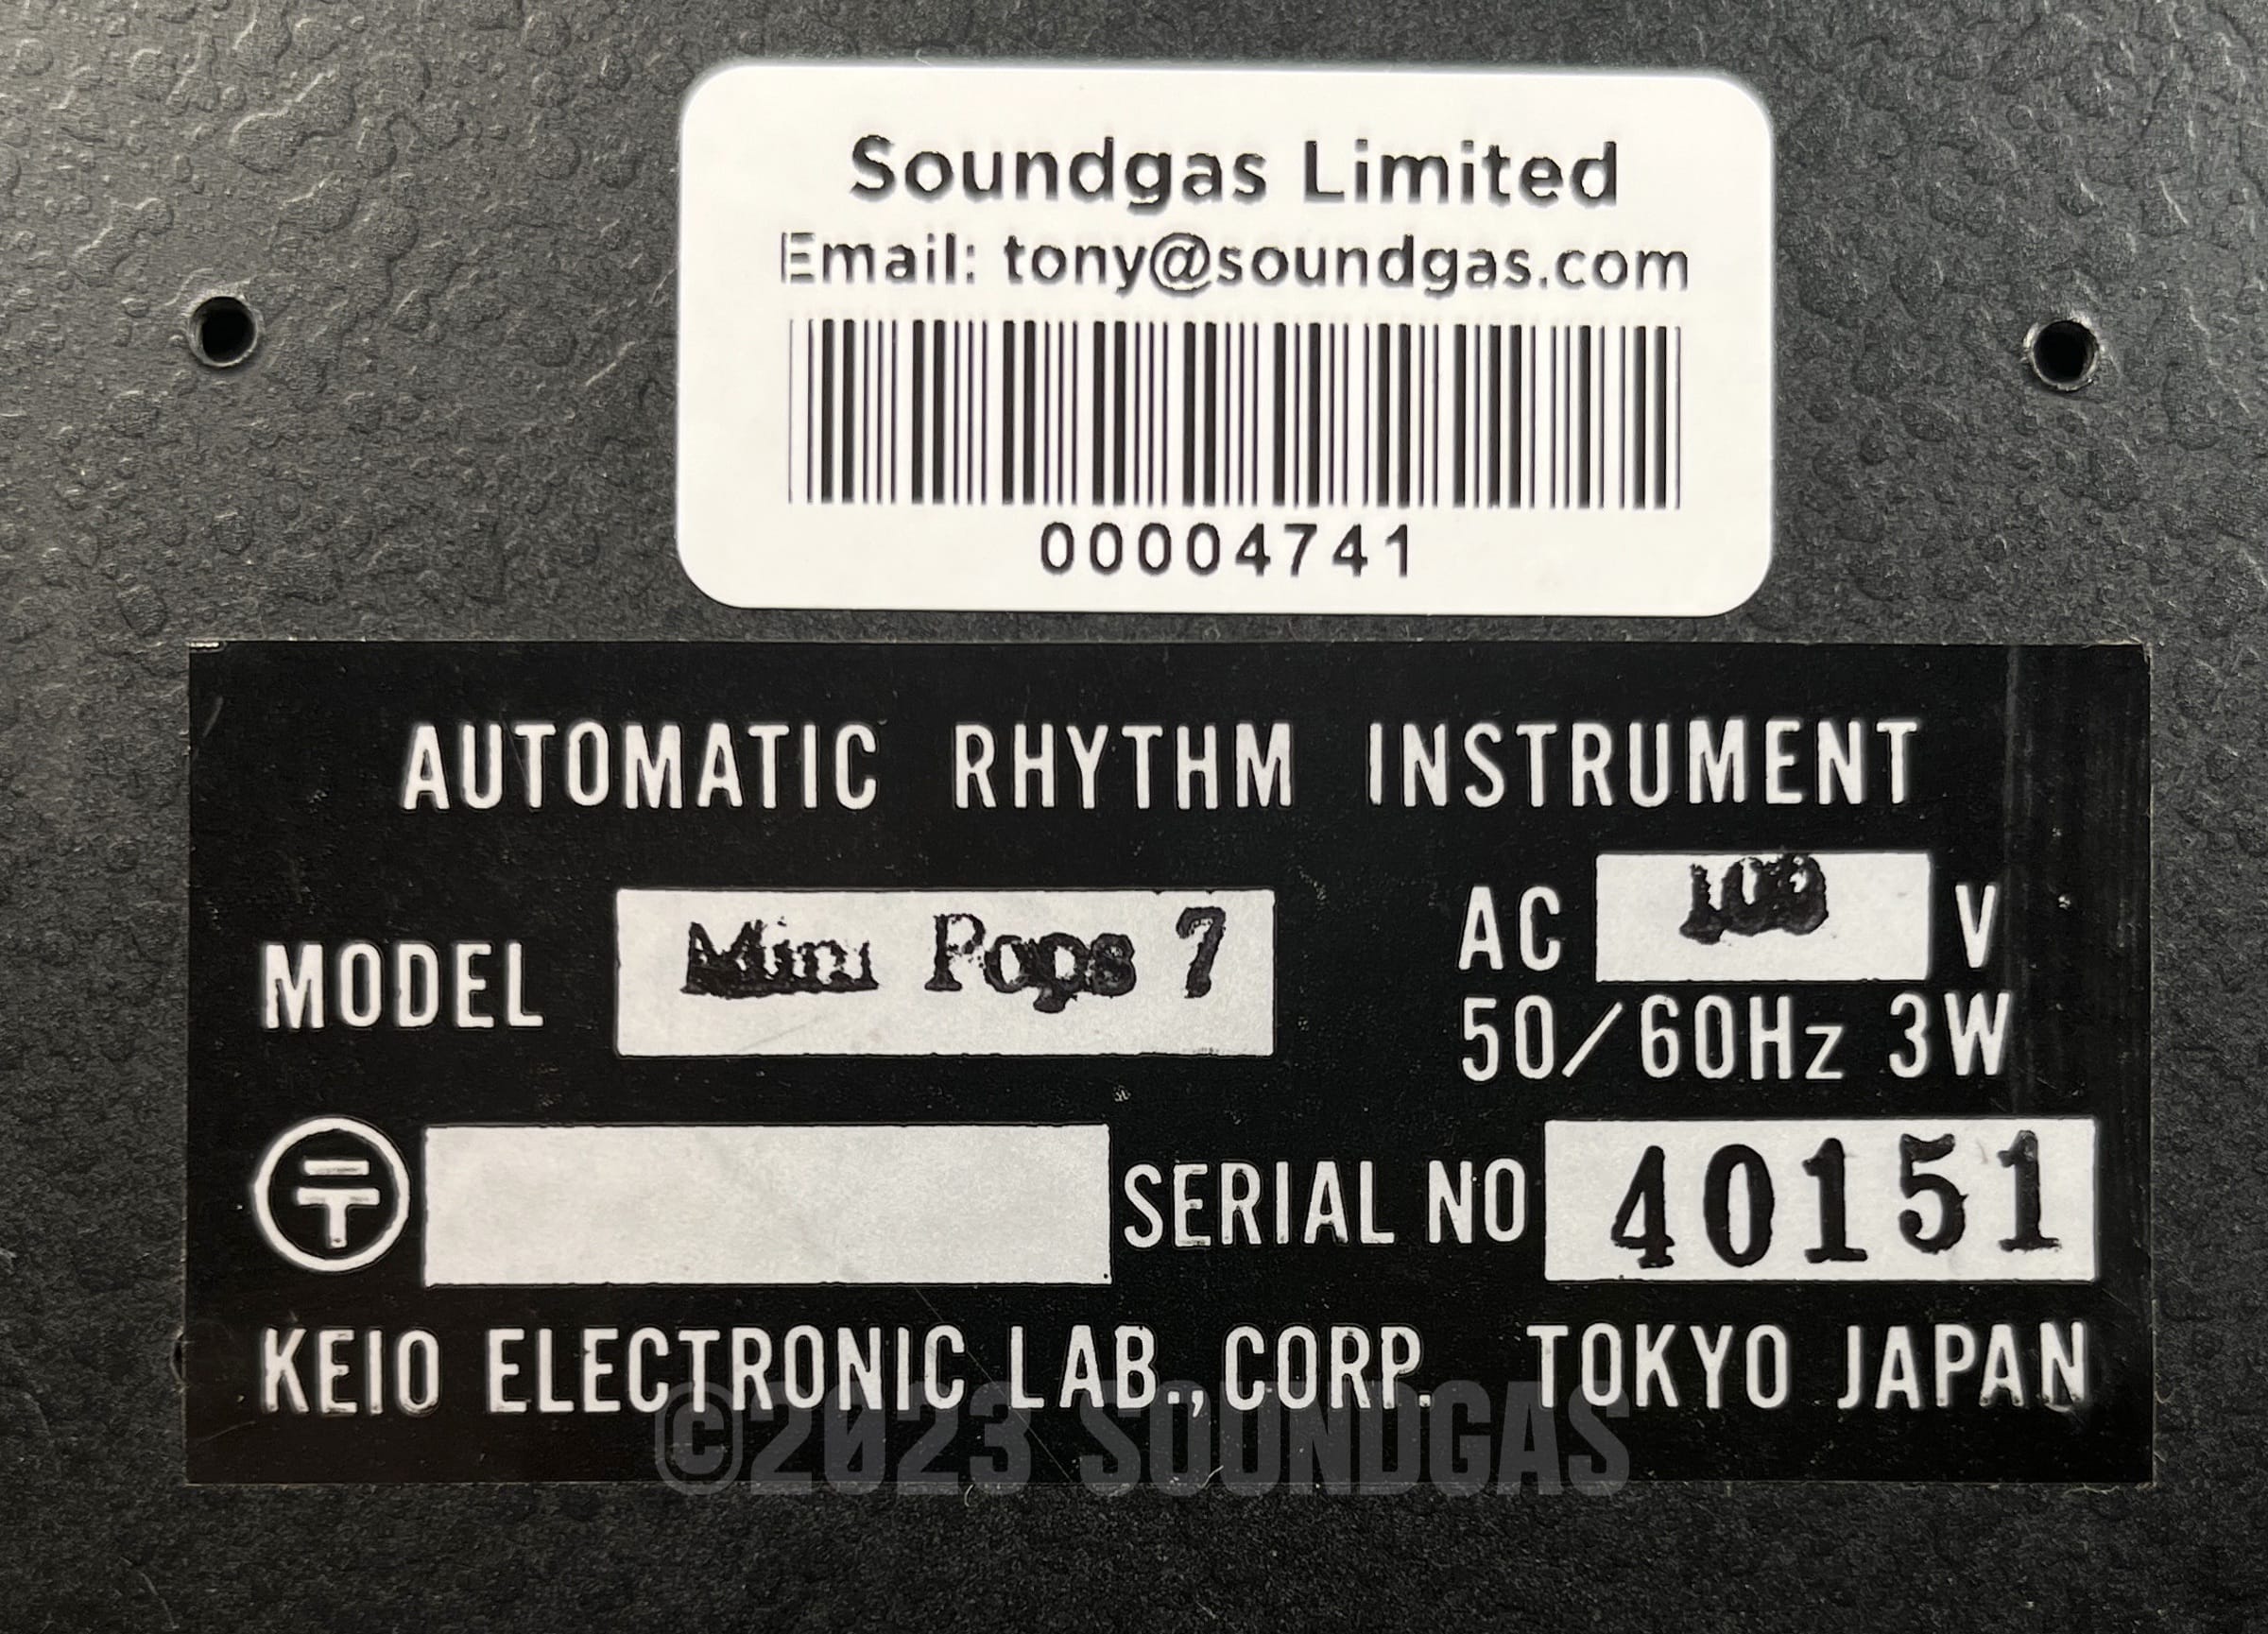 Soundgas Limited
Email: tony@soundgas.com
00004741
AUTOMATIC RHYTHM INSTRUMENT
MODEL Mini Pops 7
AC 100 V
50/60Hz 3W
〶 SERIAL NO 40151
KEIO ELECTRONIC LAB., CORP. TOKYO JAPAN
©2023 SOUNDGAS